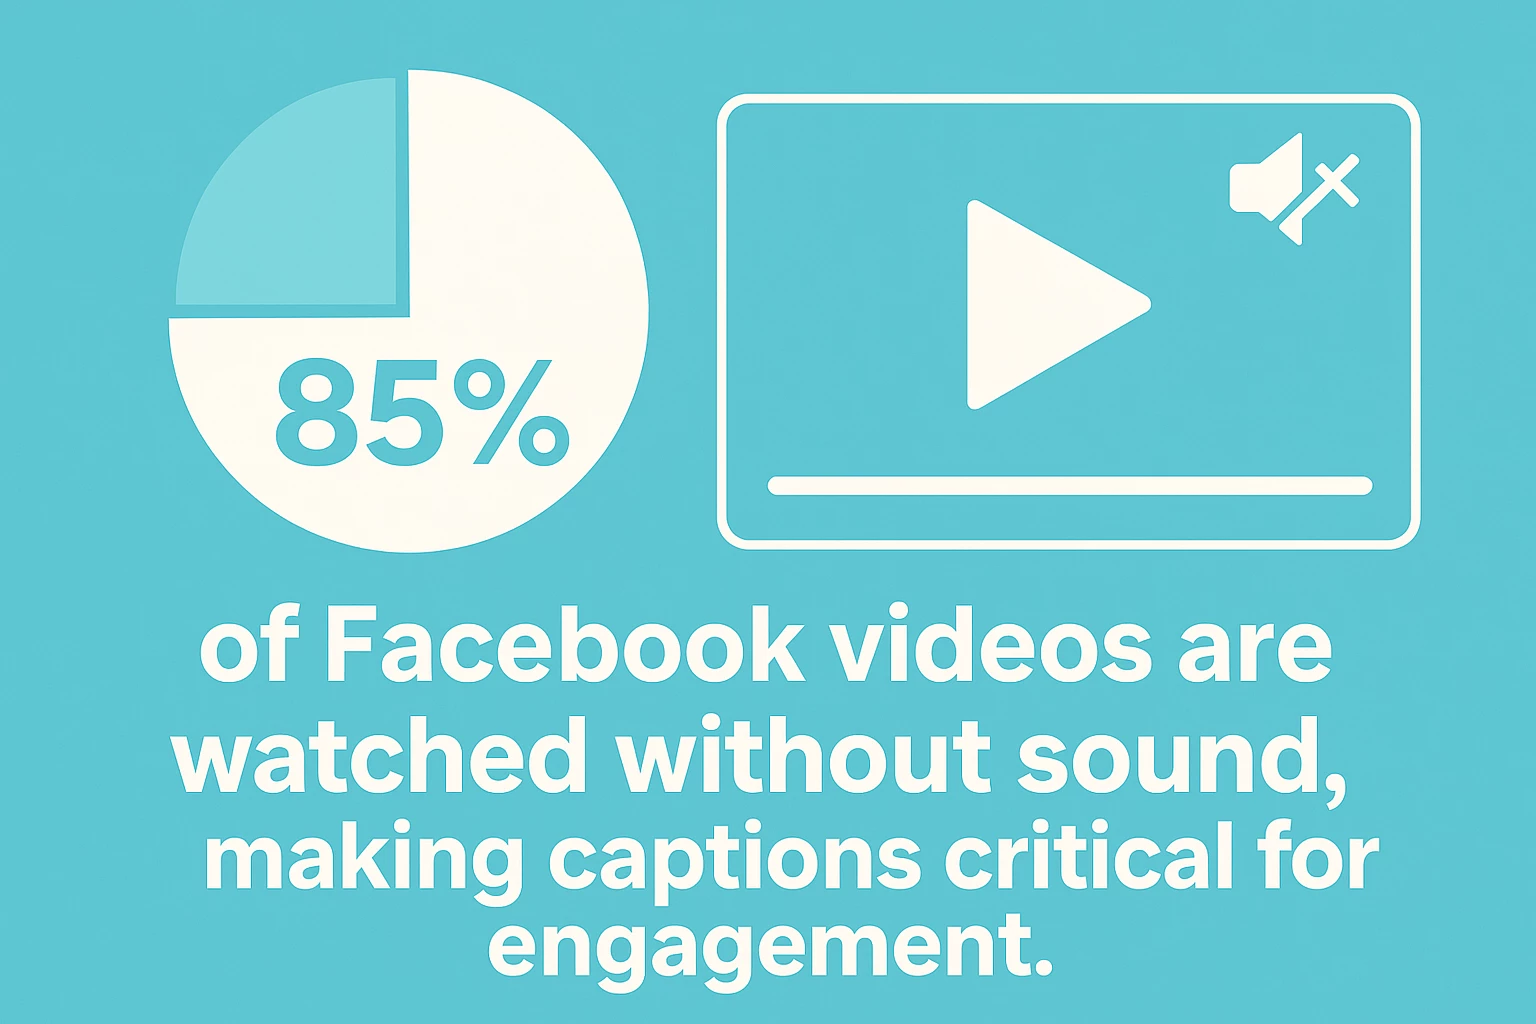 85%
of Facebook videos are
watched without sound,
making captions critical for
engagement.